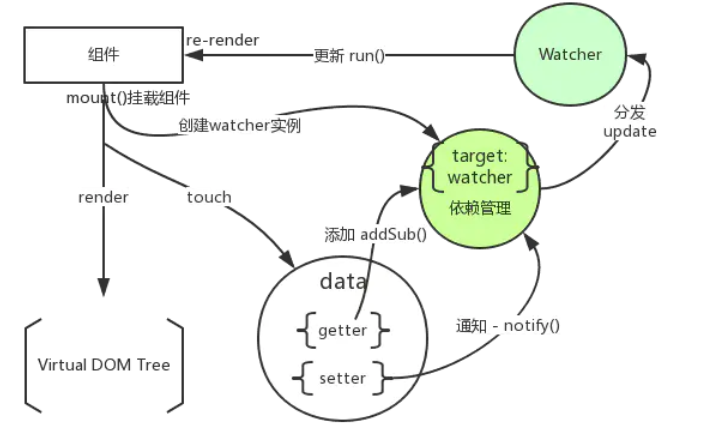 组件
re-render
更新 run()
Watcher
mount()挂载组件
创建watcher实例
分发
update
target:
watcher
依赖管理
render
touch
添加 addSub()
data
getter
通知 - notify()
Virtual DOM Tree
setter